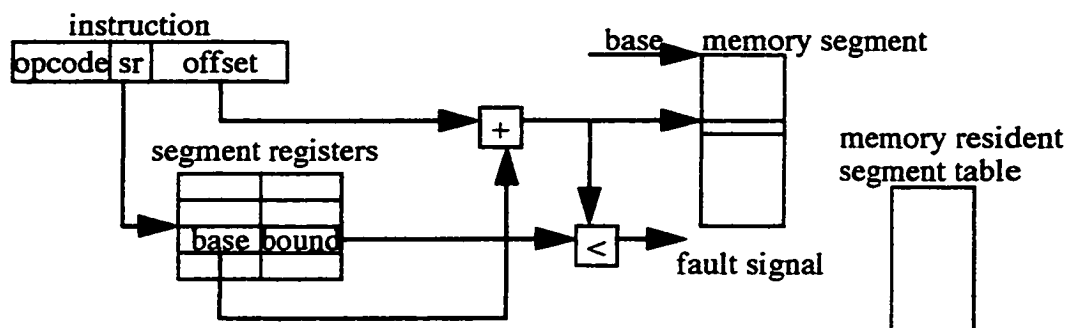 instruction
opcode sr offset
base
memory segment
+
segment registers
memory resident
segment table
base bound
<
fault signal